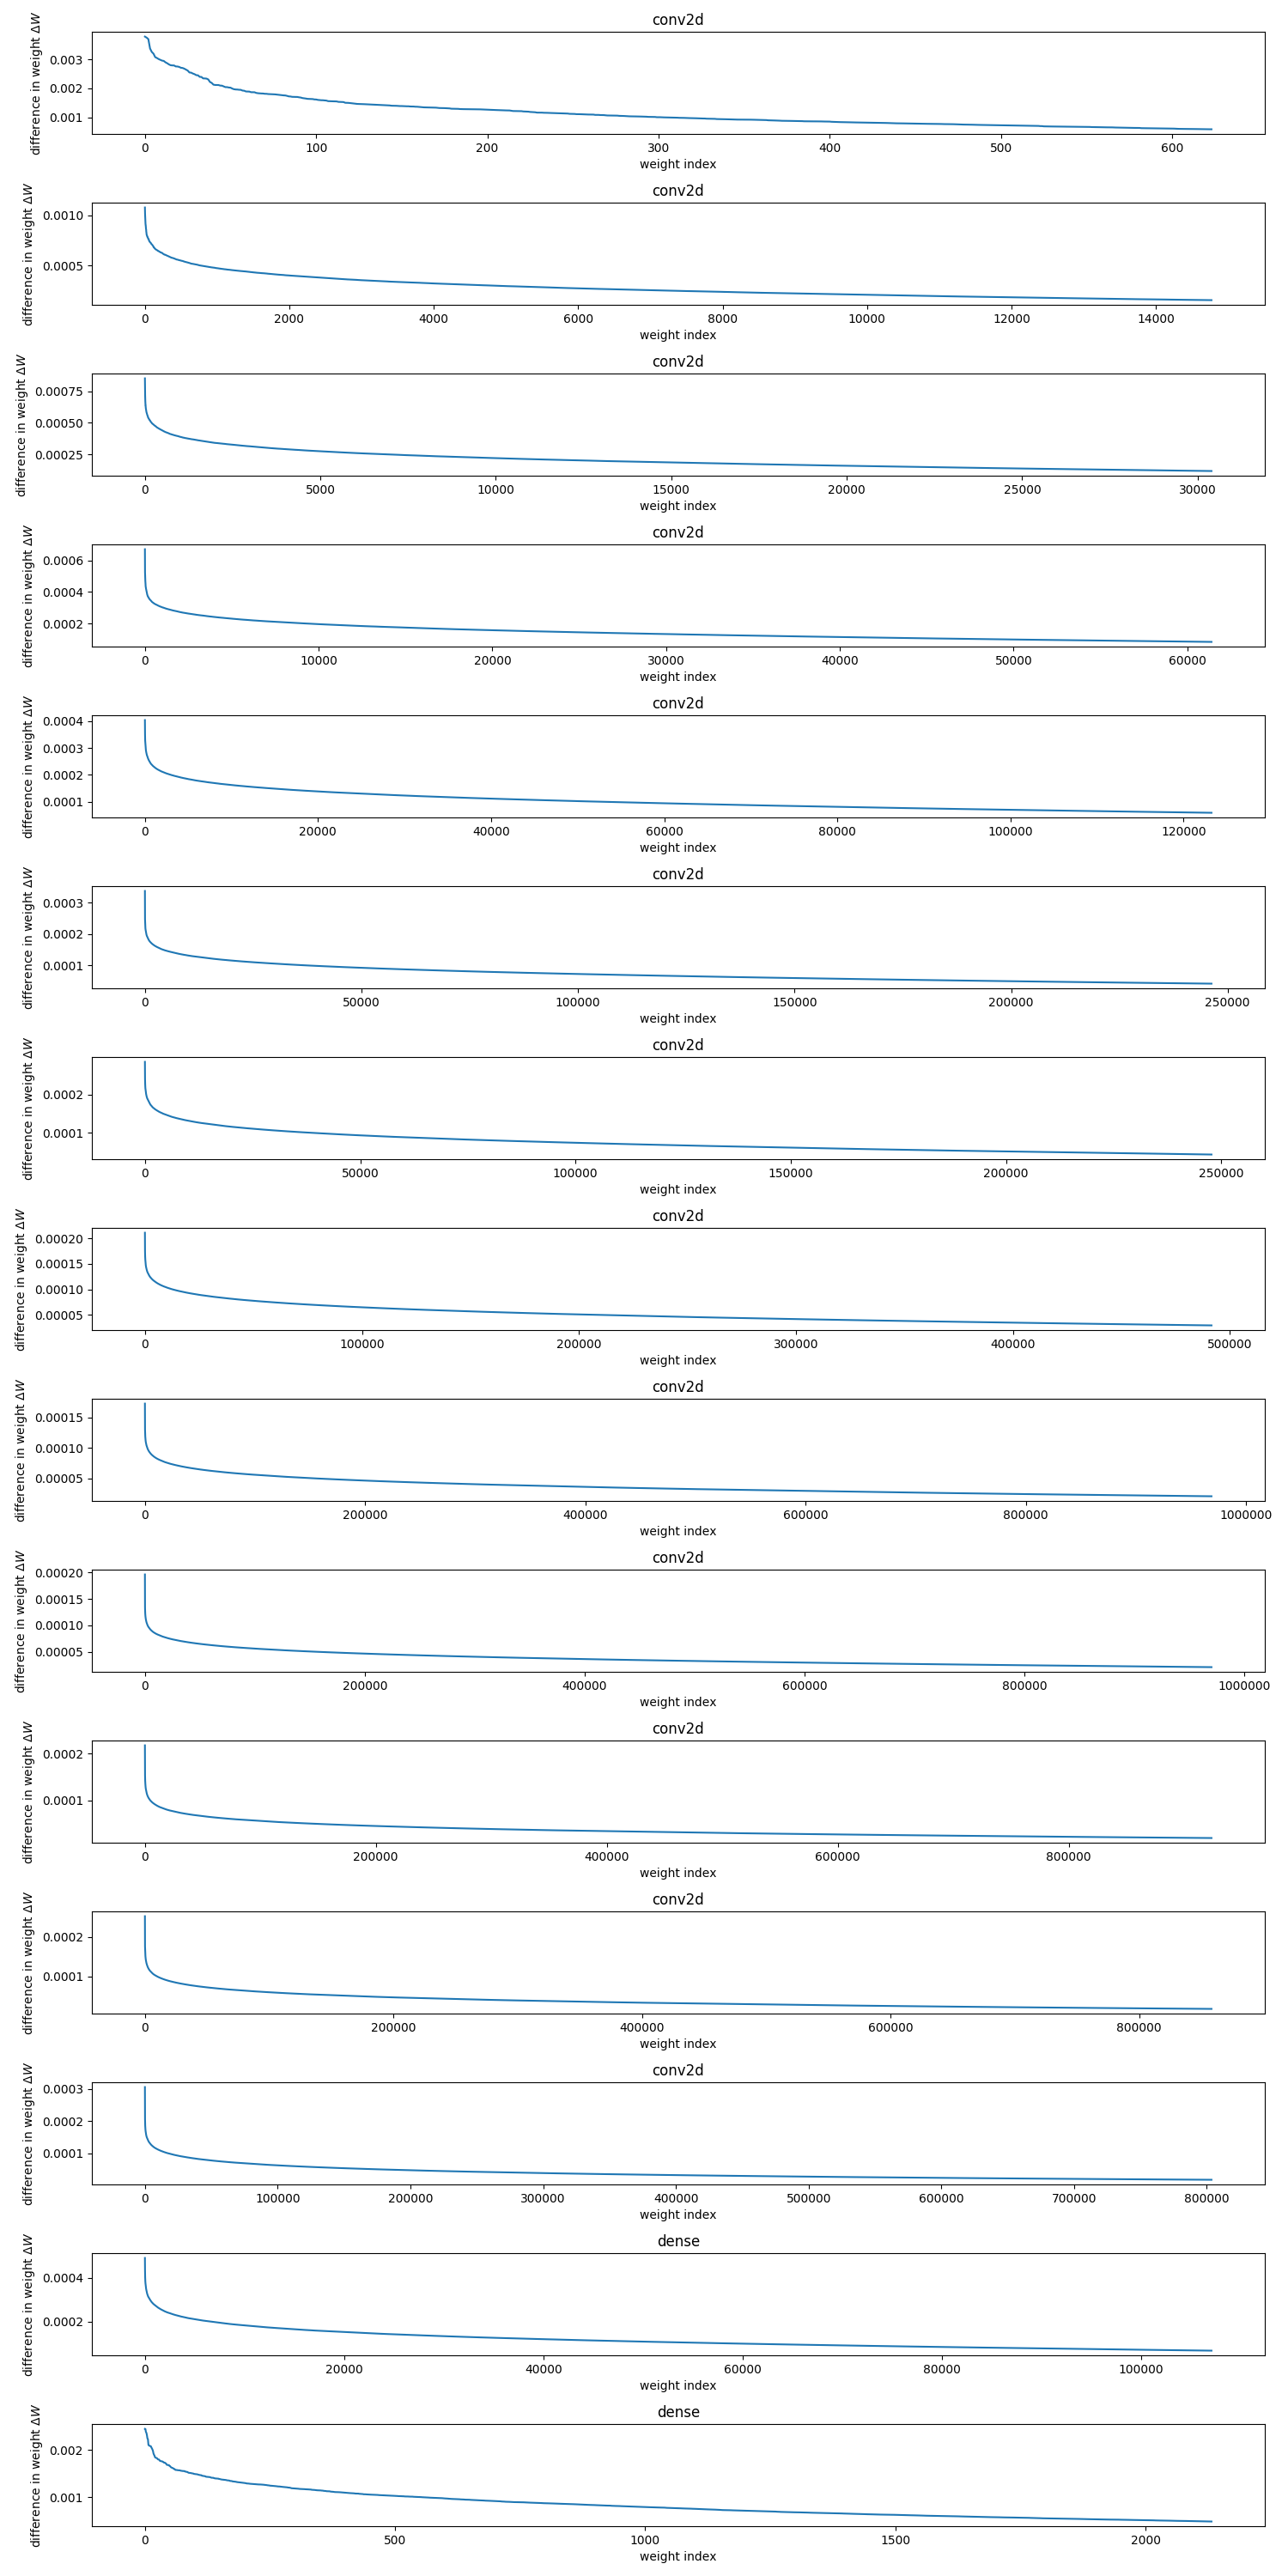 conv2d
difference in weight ΔW
0.003
0.002
0.001
0 100 200 300 400 500 600
weight index
conv2d
difference in weight ΔW
0.0010
0.0005
0 2000 4000 6000 8000 10000 12000 14000
weight index
conv2d
difference in weight ΔW
0.00075
0.00050
0.00025
0 5000 10000 15000 20000 25000 30000
weight index
conv2d
difference in weight ΔW
0.0006
0.0004
0.0002
0 10000 20000 30000 40000 50000 60000
weight index
conv2d
difference in weight ΔW
0.0004
0.0003
0.0002
0.0001
0 20000 40000 60000 80000 100000 120000
weight index
conv2d
difference in weight ΔW
0.0003
0.0002
0.0001
0 50000 100000 150000 200000 250000
weight index
conv2d
difference in weight ΔW
0.0002
0.0001
0 50000 100000 150000 200000 250000
weight index
conv2d
difference in weight ΔW
0.00020
0.00015
0.00010
0.00005
0 100000 200000 300000 400000 500000
weight index
conv2d
difference in weight ΔW
0.00015
0.00010
0.00005
0 200000 400000 600000 800000 1000000
weight index
conv2d
difference in weight ΔW
0.00020
0.00015
0.00010
0.00005
0 200000 400000 600000 800000 1000000
weight index
conv2d
difference in weight ΔW
0.0002
0.0001
0 200000 400000 600000 800000
weight index
conv2d
difference in weight ΔW
0.0002
0.0001
0 200000 400000 600000 800000
weight index
conv2d
difference in weight ΔW
0.0003
0.0002
0.0001
0 100000 200000 300000 400000 500000 600000 700000 800000
weight index
dense
difference in weight ΔW
0.0004
0.0002
0 20000 40000 60000 80000 100000
weight index
dense
difference in weight ΔW
0.002
0.001
0 500 1000 1500 2000
weight index